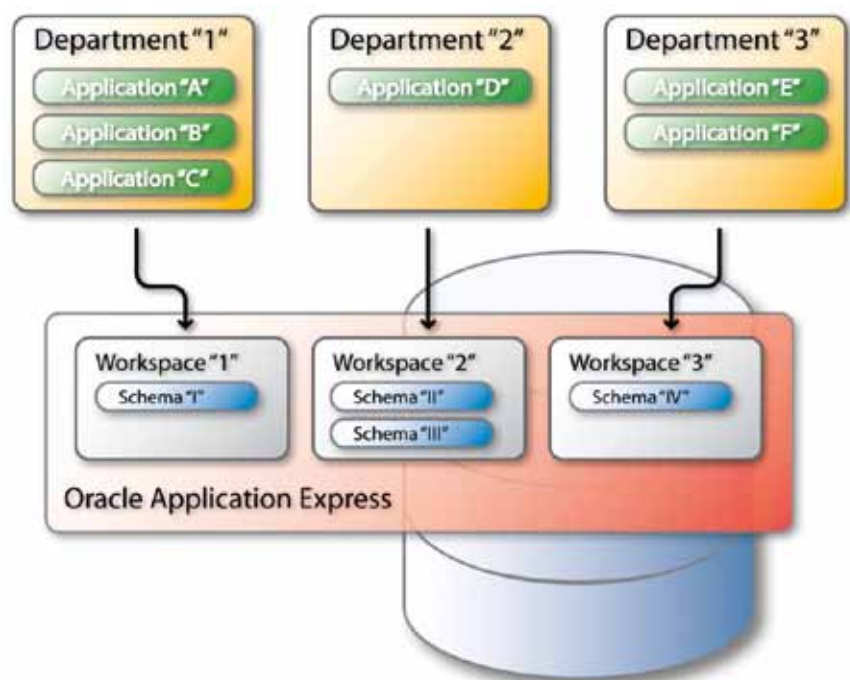 Department "1"
Application "A"
Application "B"
Application "C"
Department "2"
Application "D"
Department "3"
Application "E"
Application "F"
Workspace "1"
Schema "I"
Workspace "2"
Schema "II"
Schema "III"
Workspace "3"
Schema "IV"
Oracle Application Express